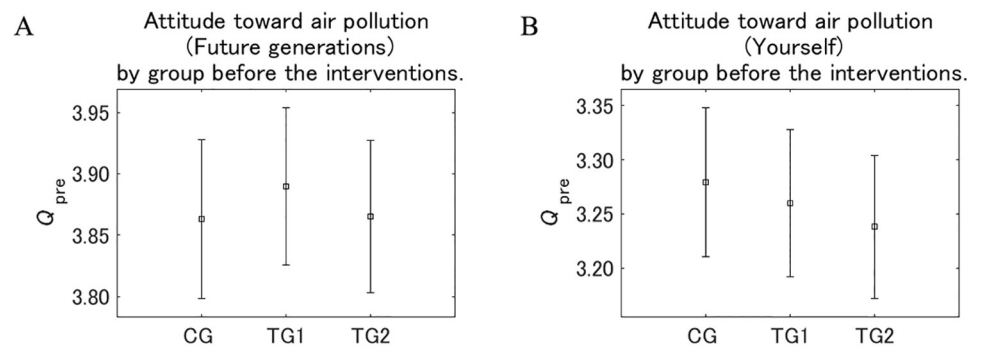 A
Attitude toward air pollution
(Future generations)
by group before the interventions.
Q pre
3.95
3.90
3.85
3.80
CG TG1 TG2
B
Attitude toward air pollution
(Yourself)
by group before the interventions.
Q pre
3.35
3.30
3.25
3.20
CG TG1 TG2